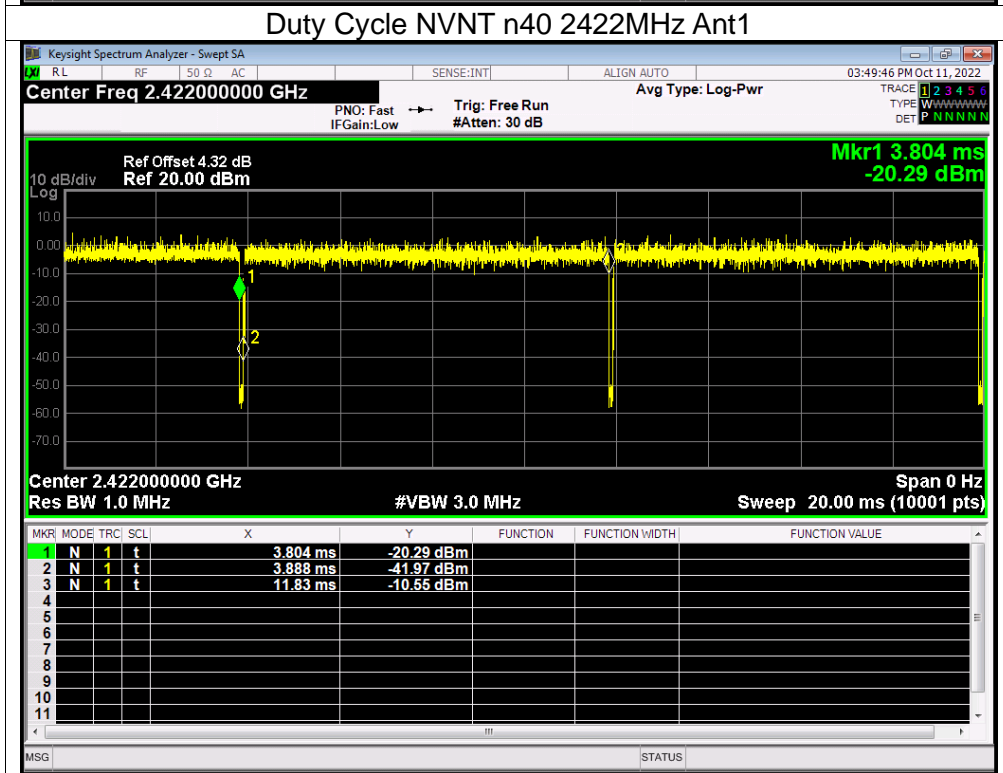 Duty Cycle NVNT n40 2422MHz Ant1
Keysight Spectrum Analyzer - Swept SA
LXI RL RF 50 Ω AC SENSE:INT ALIGN AUTO 03:49:46 PM Oct 11, 2022
Center Freq 2.422000000 GHz Avg Type: Log-Pwr TRACE 1 2 3 4 5 6
PNO: Fast Trig: Free Run TYPE WWWWWW
IFGain:Low #Atten: 30 dB DET P N N N N N
Mkr1 3.804 ms
Ref Offset 4.32 dB
10 dB/div Ref 20.00 dBm -20.29 dBm
Log
10.0
0.00
-10.0
1
-20.0
-30.0
2
-40.0
-50.0
-60.0
-70.0
Center 2.422000000 GHz Span 0 Hz
Res BW 1.0 MHz #VBW 3.0 MHz Sweep 20.00 ms (10001 pts)
MKR MODE TRC SCL X Y FUNCTION FUNCTION WIDTH FUNCTION VALUE
1 N 1 t 3.804 ms -20.29 dBm
2 N 1 t 3.888 ms -41.97 dBm
3 N 1 t 11.83 ms -10.55 dBm
4
5
6
7
8
9
10
11
MSG STATUS